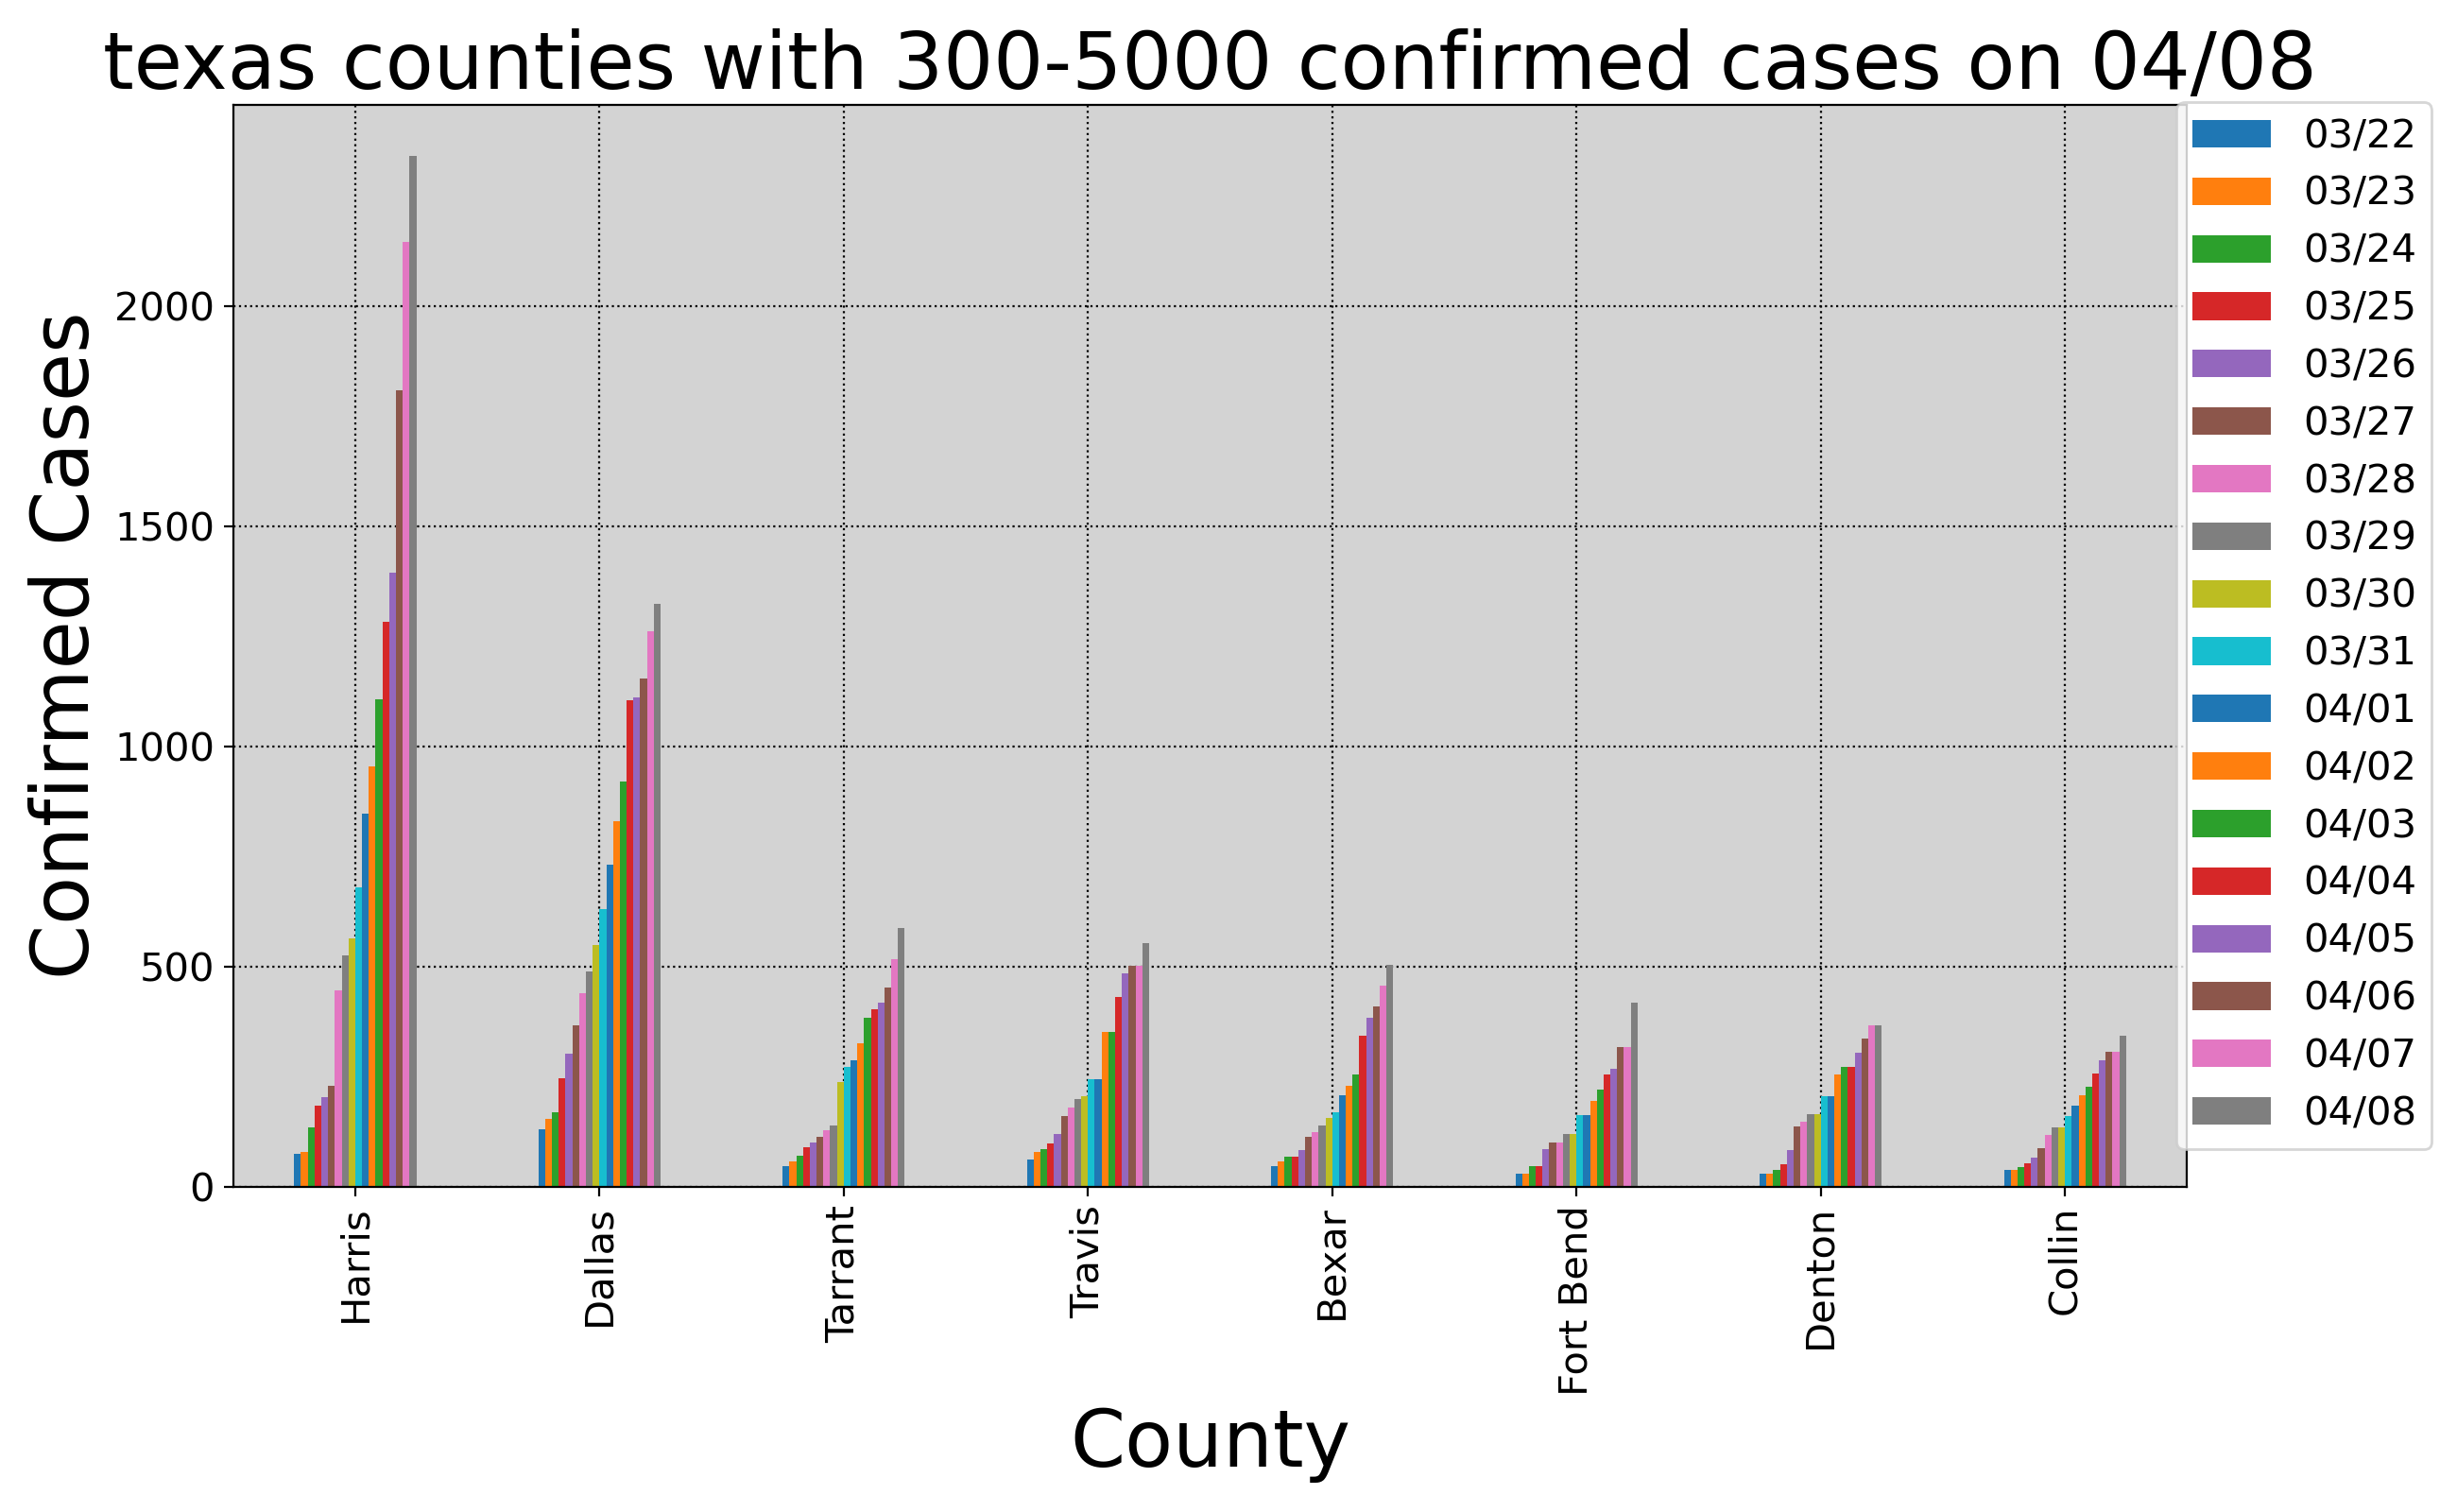 texas counties with 300-5000 confirmed cases on 04/08
Confirmed Cases
2000
1500
1000
500
0
Harris
Dallas
Tarrant
Travis
Bexar
Fort Bend
Denton
Collin
County
03/22
03/23
03/24
03/25
03/26
03/27
03/28
03/29
03/30
03/31
04/01
04/02
04/03
04/04
04/05
04/06
04/07
04/08